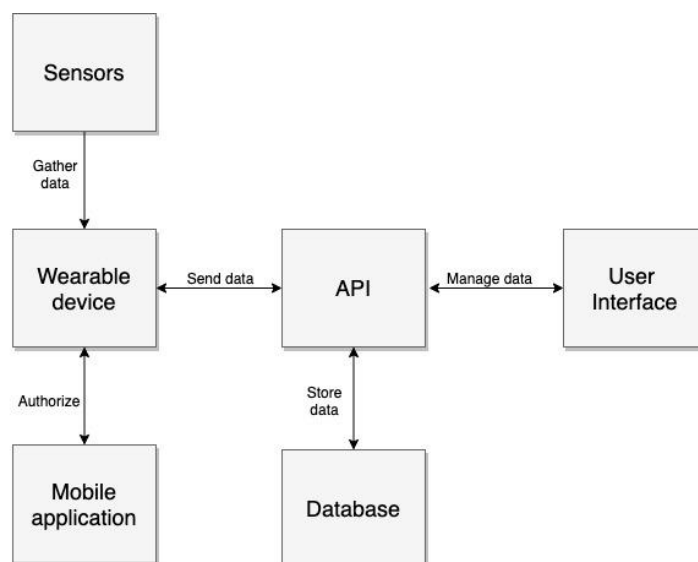 Sensors
Gather
data
Wearable
device
Send data
API
Manage data
User
Interface
Authorize
Store
data
Mobile
application
Database